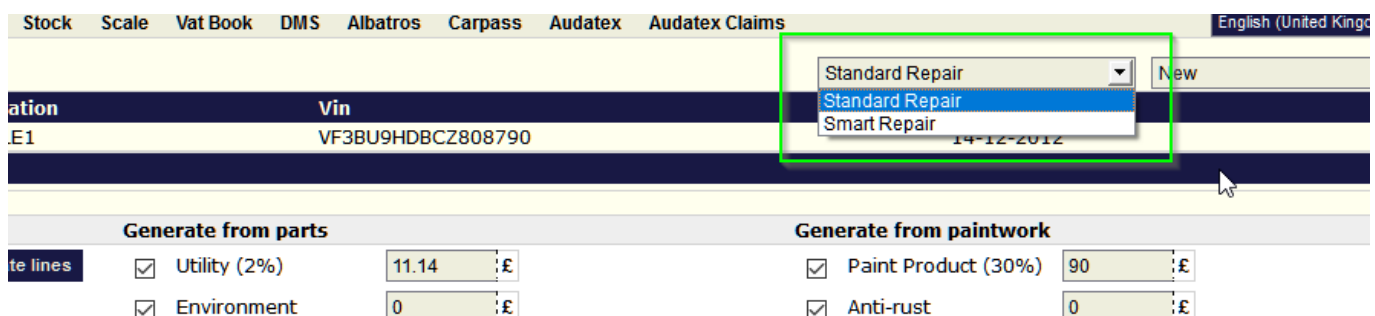 Stock Scale Vat Book DMS Albatros Carpass Audatex Audatex Claims English (United Kingd
Standard Repair New
ation Vin Standard Repair
Smart Repair
.E1 VF3BU9HDBCZ808790 14-12-2012
Generate from parts Generate from paintwork
te lines Utility (2%) 11.14 £ Paint Product (30%) 90 £
Environment 0 £ Anti-rust 0 £